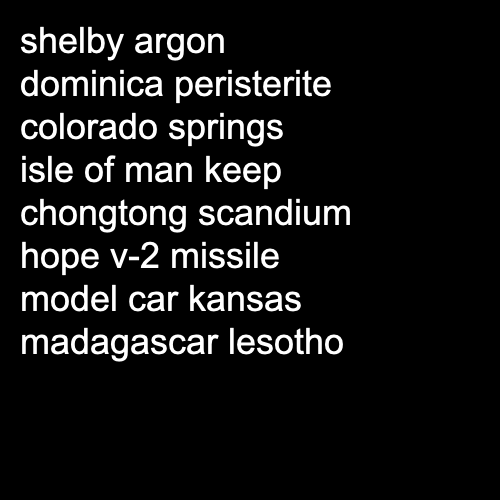 shelby argon
dominica peristerite
colorado springs
isle of man keep
chongtong scandium
hope v-2 missile
model car kansas
madagascar lesotho